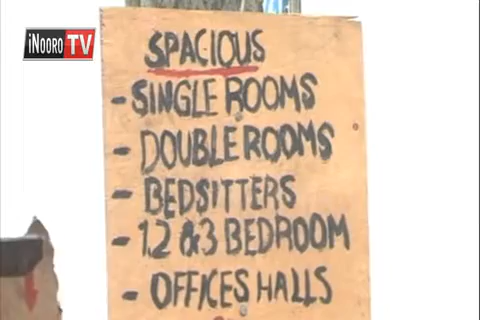 iNooro TV
SPACIOUS
- SINGLE ROOMS
- DOUBLE ROOMS
- BEDSITTERS
- 1.2 & 3 BEDROOM
- OFFICES HALLS